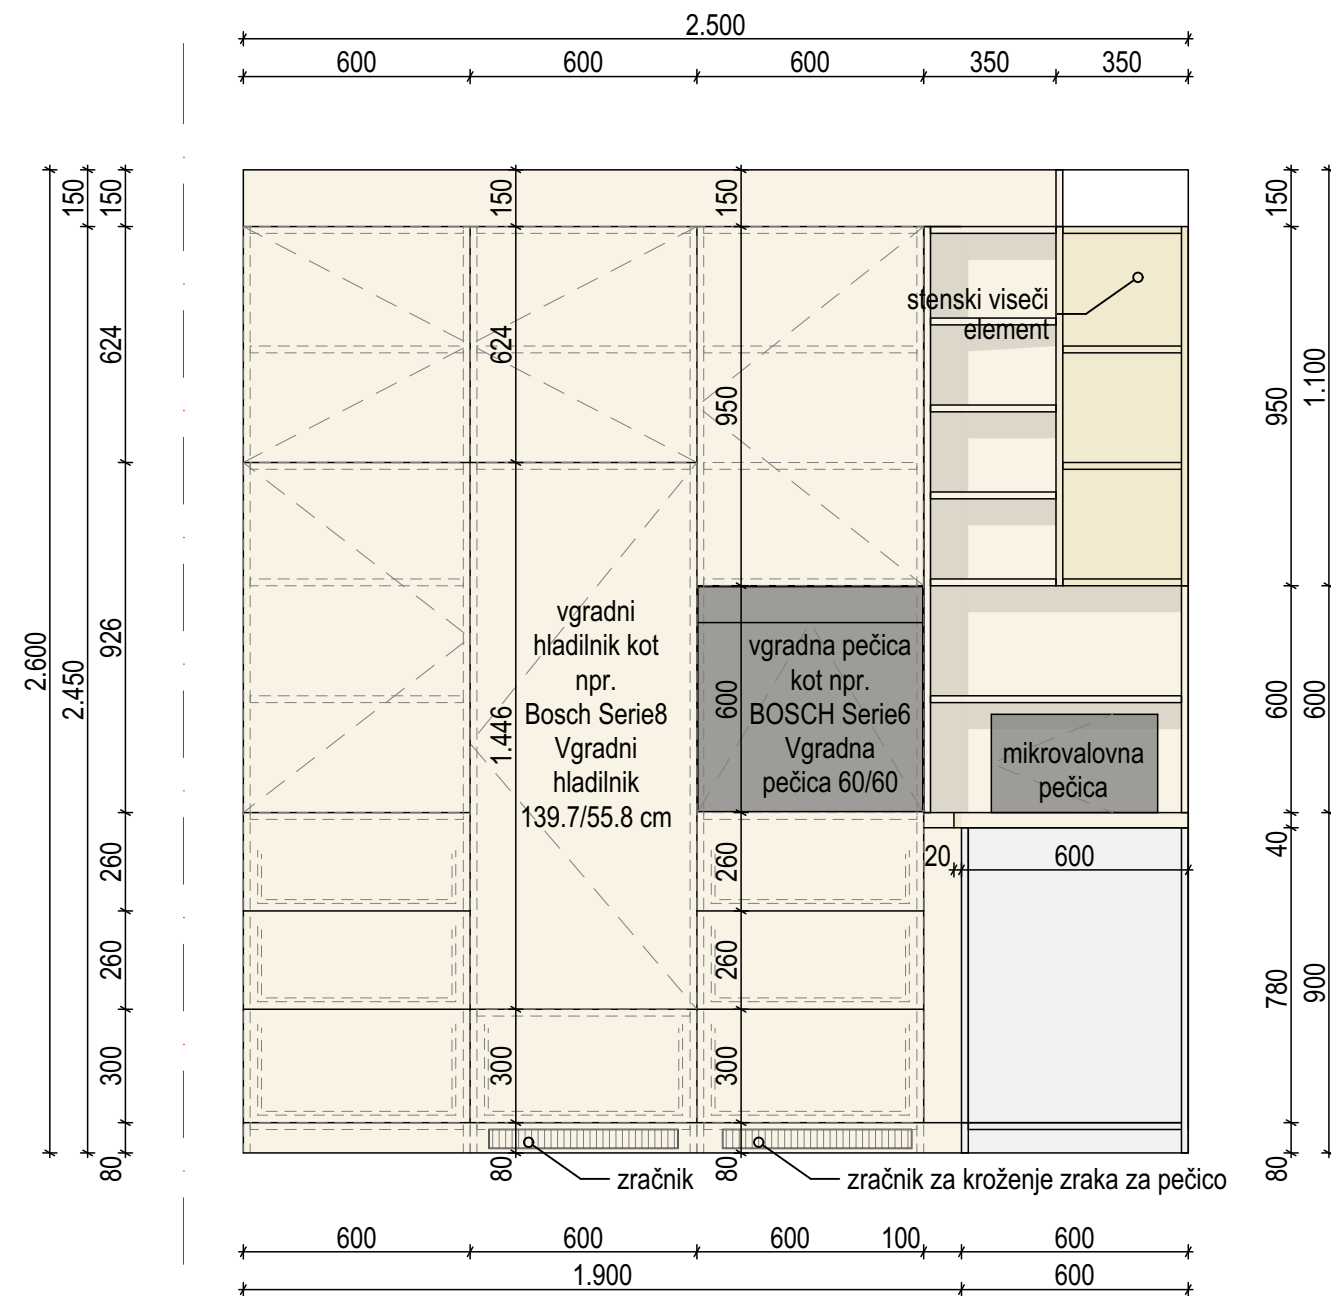 2.500
600 600 600 350 350
150 150 150 150 150
624 624 950 950 1.100
stenski viseči
element
2.600 2.450 926 1.446 600 600 600
vgradni
hladilnik kot
npr.
Bosch Serie8
Vgradni
hladilnik
139.7/55.8 cm
vgradna pečica
kot npr.
BOSCH Serie6
Vgradna
pečica 60/60
mikrovalovna
pečica
260 260 20 600 40
260 260 780 900
300 300 300
80 80 80 80
zračnik
zračnik za kroženje zraka za pečico
600 600 600 100 600
1.900 600